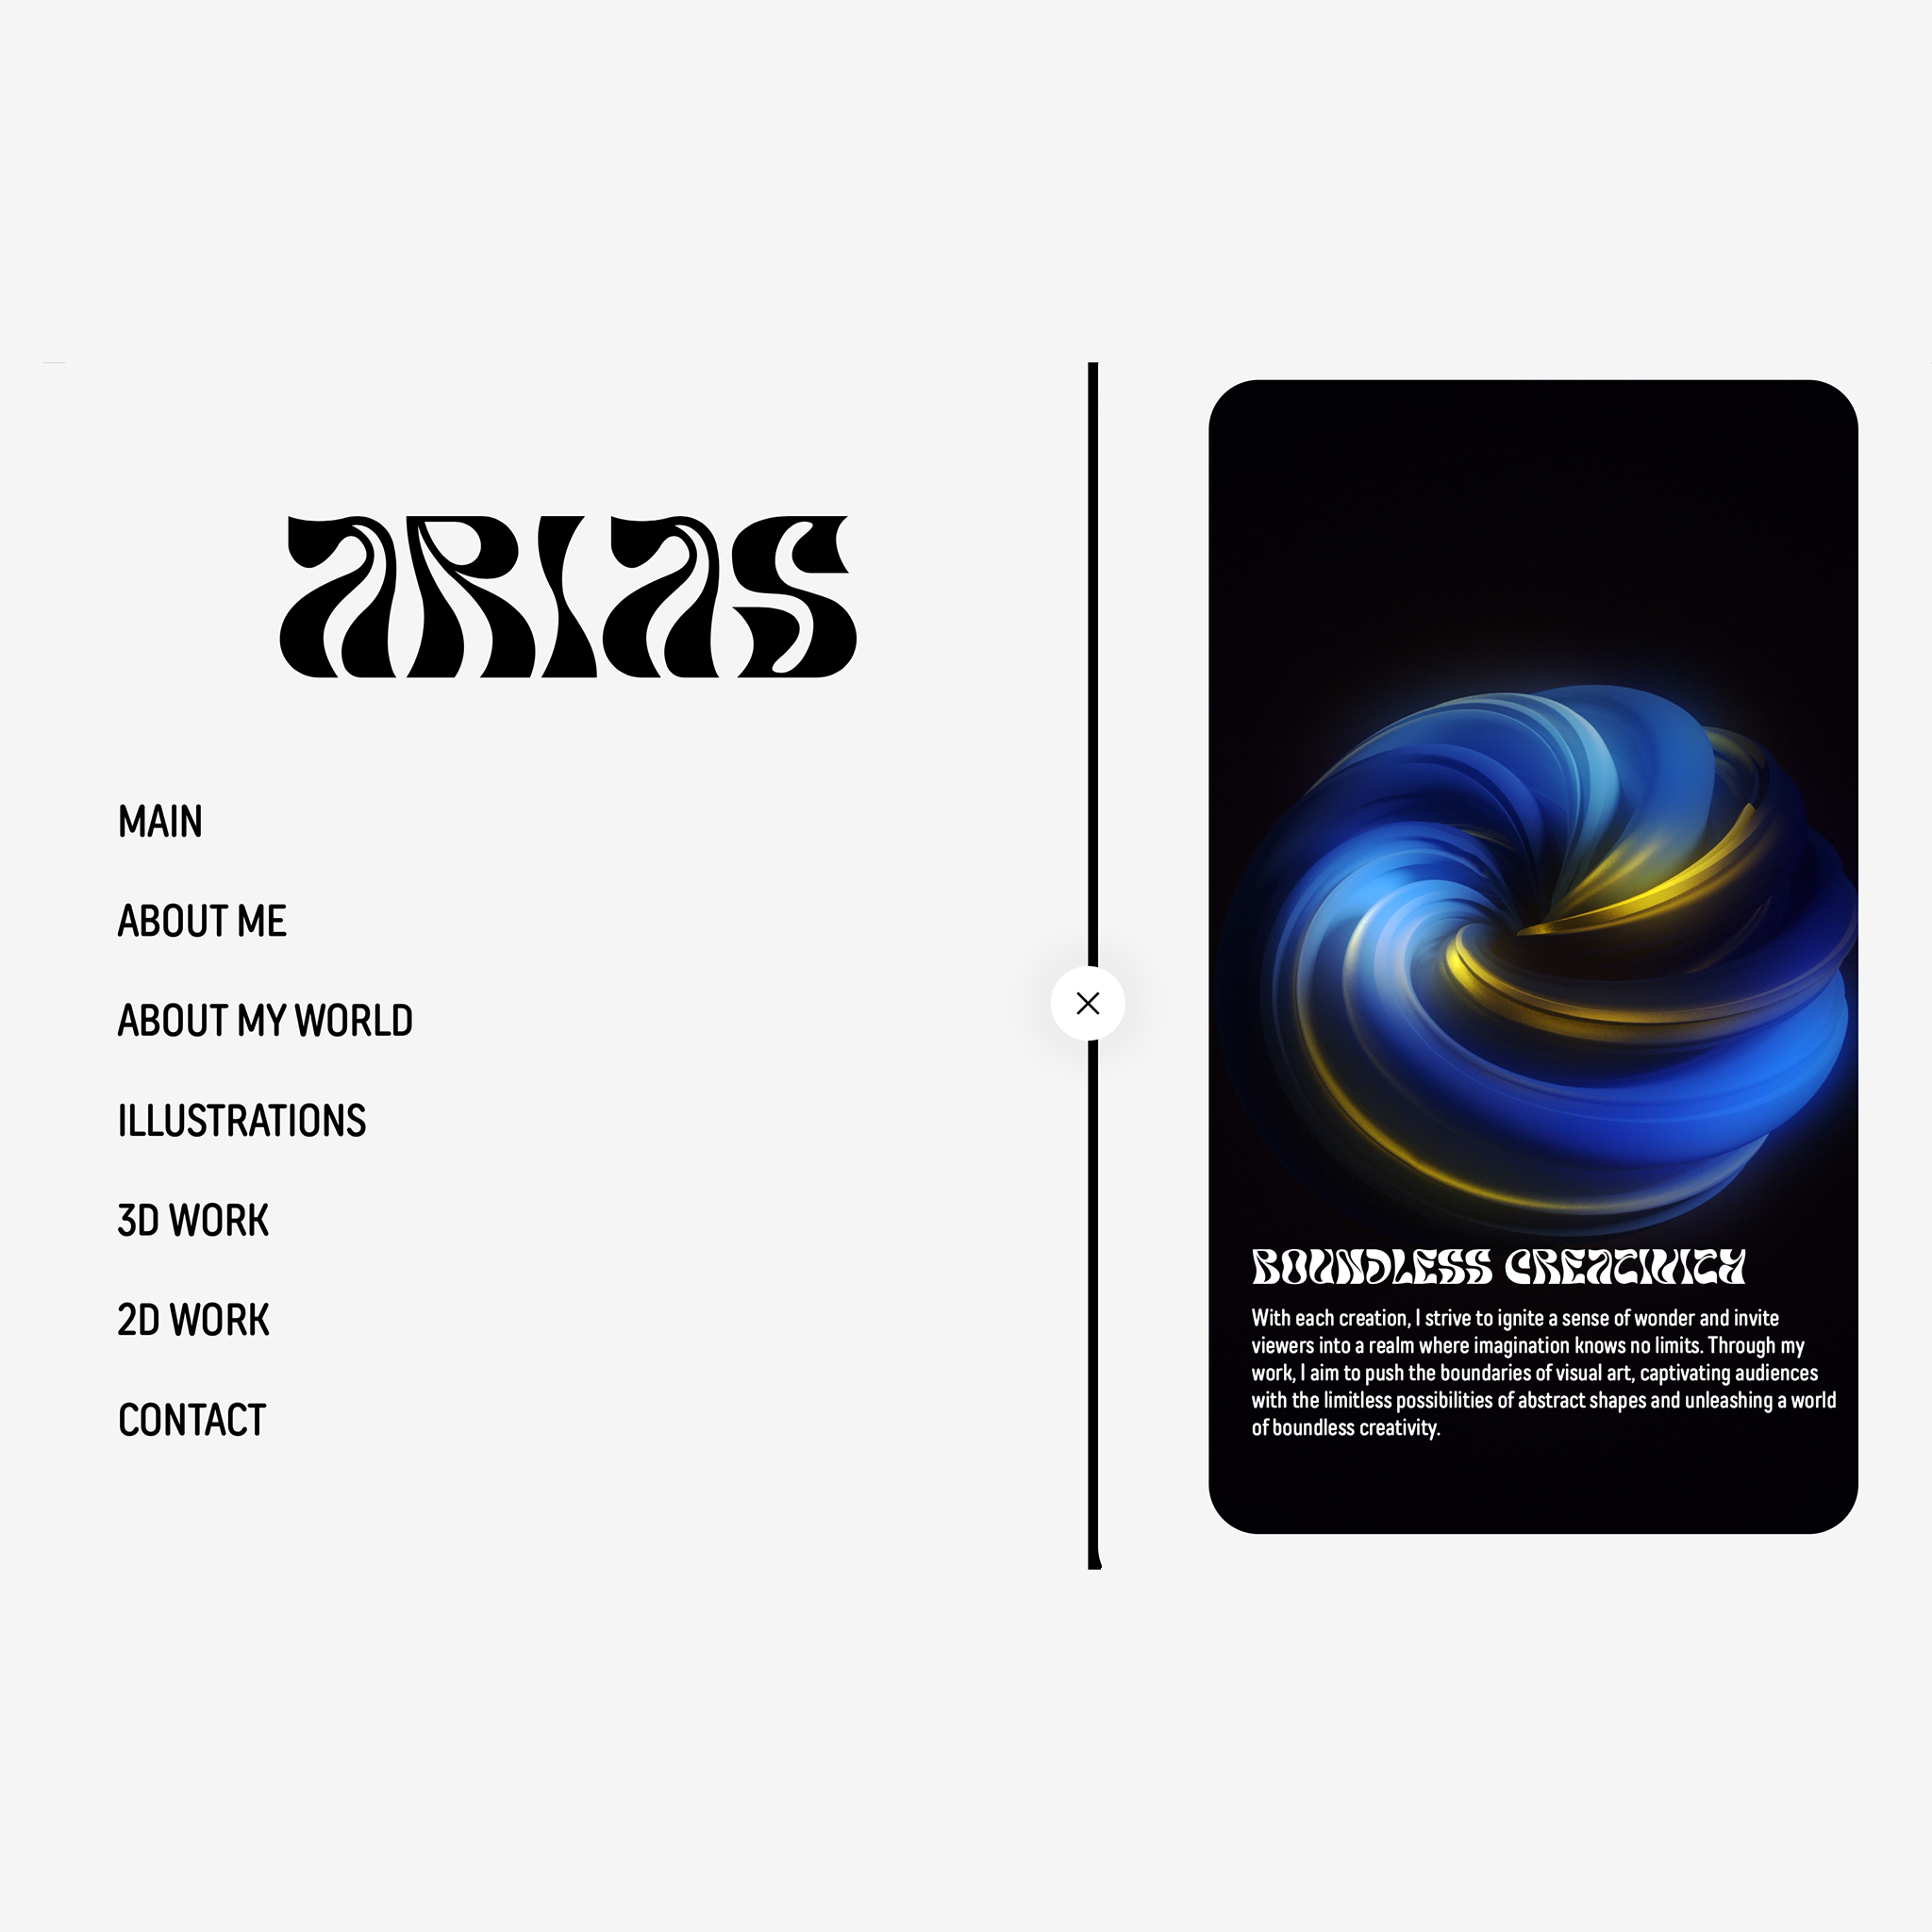 ARIAS
MAIN
ABOUT ME
ABOUT MY WORLD
ILLUSTRATIONS
3D WORK
2D WORK
CONTACT
BOUNDLESS CREATIVITY
With each creation, I strive to ignite a sense of wonder and invite
viewers into a realm where imagination knows no limits. Through my
work, I aim to push the boundaries of visual art, captivating audiences
with the limitless possibilities of abstract shapes and unleashing a world
of boundless creativity.